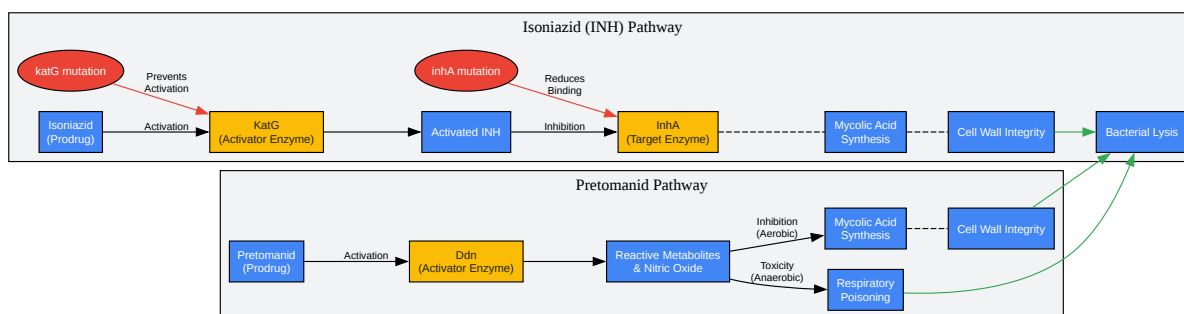 Isoniazid (INH) Pathway
katG mutation
Prevents
Activation
inhA mutation
Reduces
Binding
Isoniazid
(Prodrug)
Activation
KatG
(Activator Enzyme)
Activated INH
Inhibition
InhA
(Target Enzyme)
Mycolic Acid
Synthesis
Cell Wall Integrity
Bacterial Lysis
Pretomanid Pathway
Pretomanid
(Prodrug)
Activation
Ddn
(Activator Enzyme)
Reactive Metabolites
& Nitric Oxide
Inhibition
(Aerobic)
Mycolic Acid
Synthesis
Cell Wall Integrity
Toxicity
(Anaerobic)
Respiratory
Poisoning